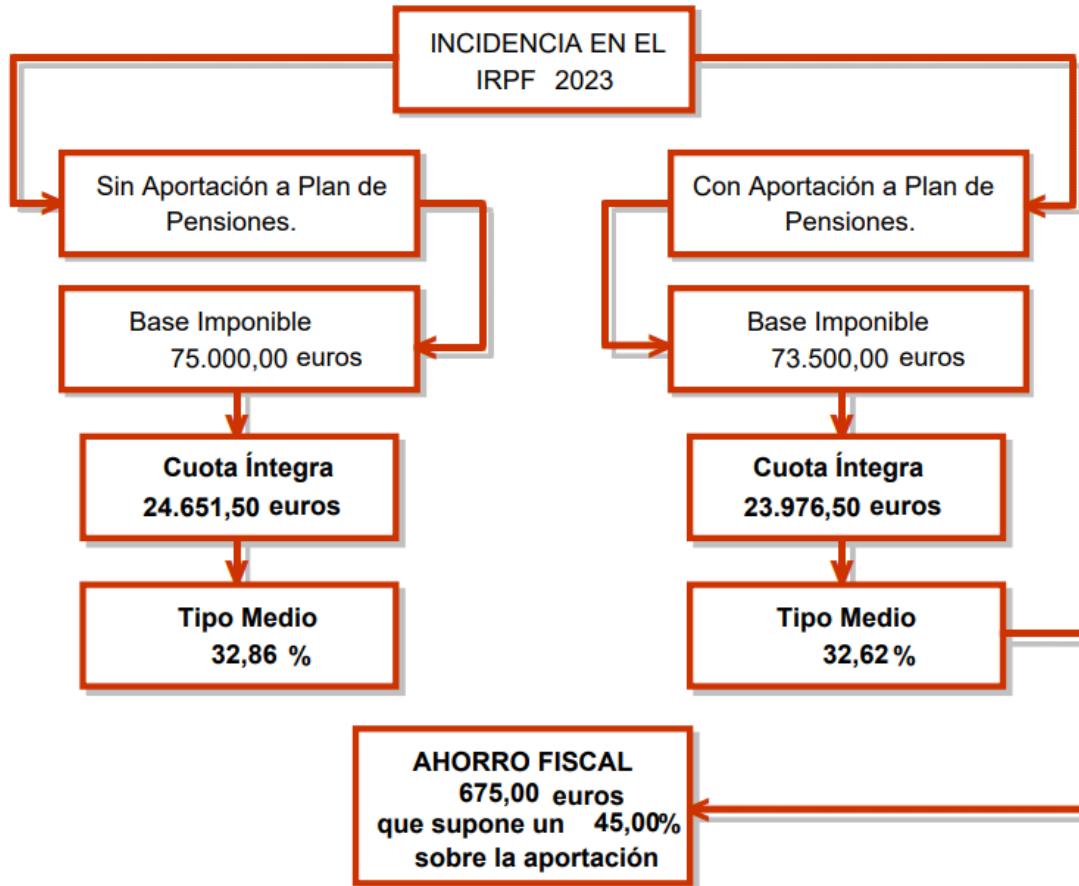 INCIDENCIA EN EL
IRPF 2023
Sin Aportación a Plan de
Pensiones.
Base Imponible
75.000,00 euros
Cuota Íntegra
24.651,50 euros
Tipo Medio
32,86 %
Con Aportación a Plan de
Pensiones.
Base Imponible
73.500,00 euros
Cuota Íntegra
23.976,50 euros
Tipo Medio
32,62 %
AHORRO FISCAL
675,00 euros
que supone un 45,00%
sobre la aportación